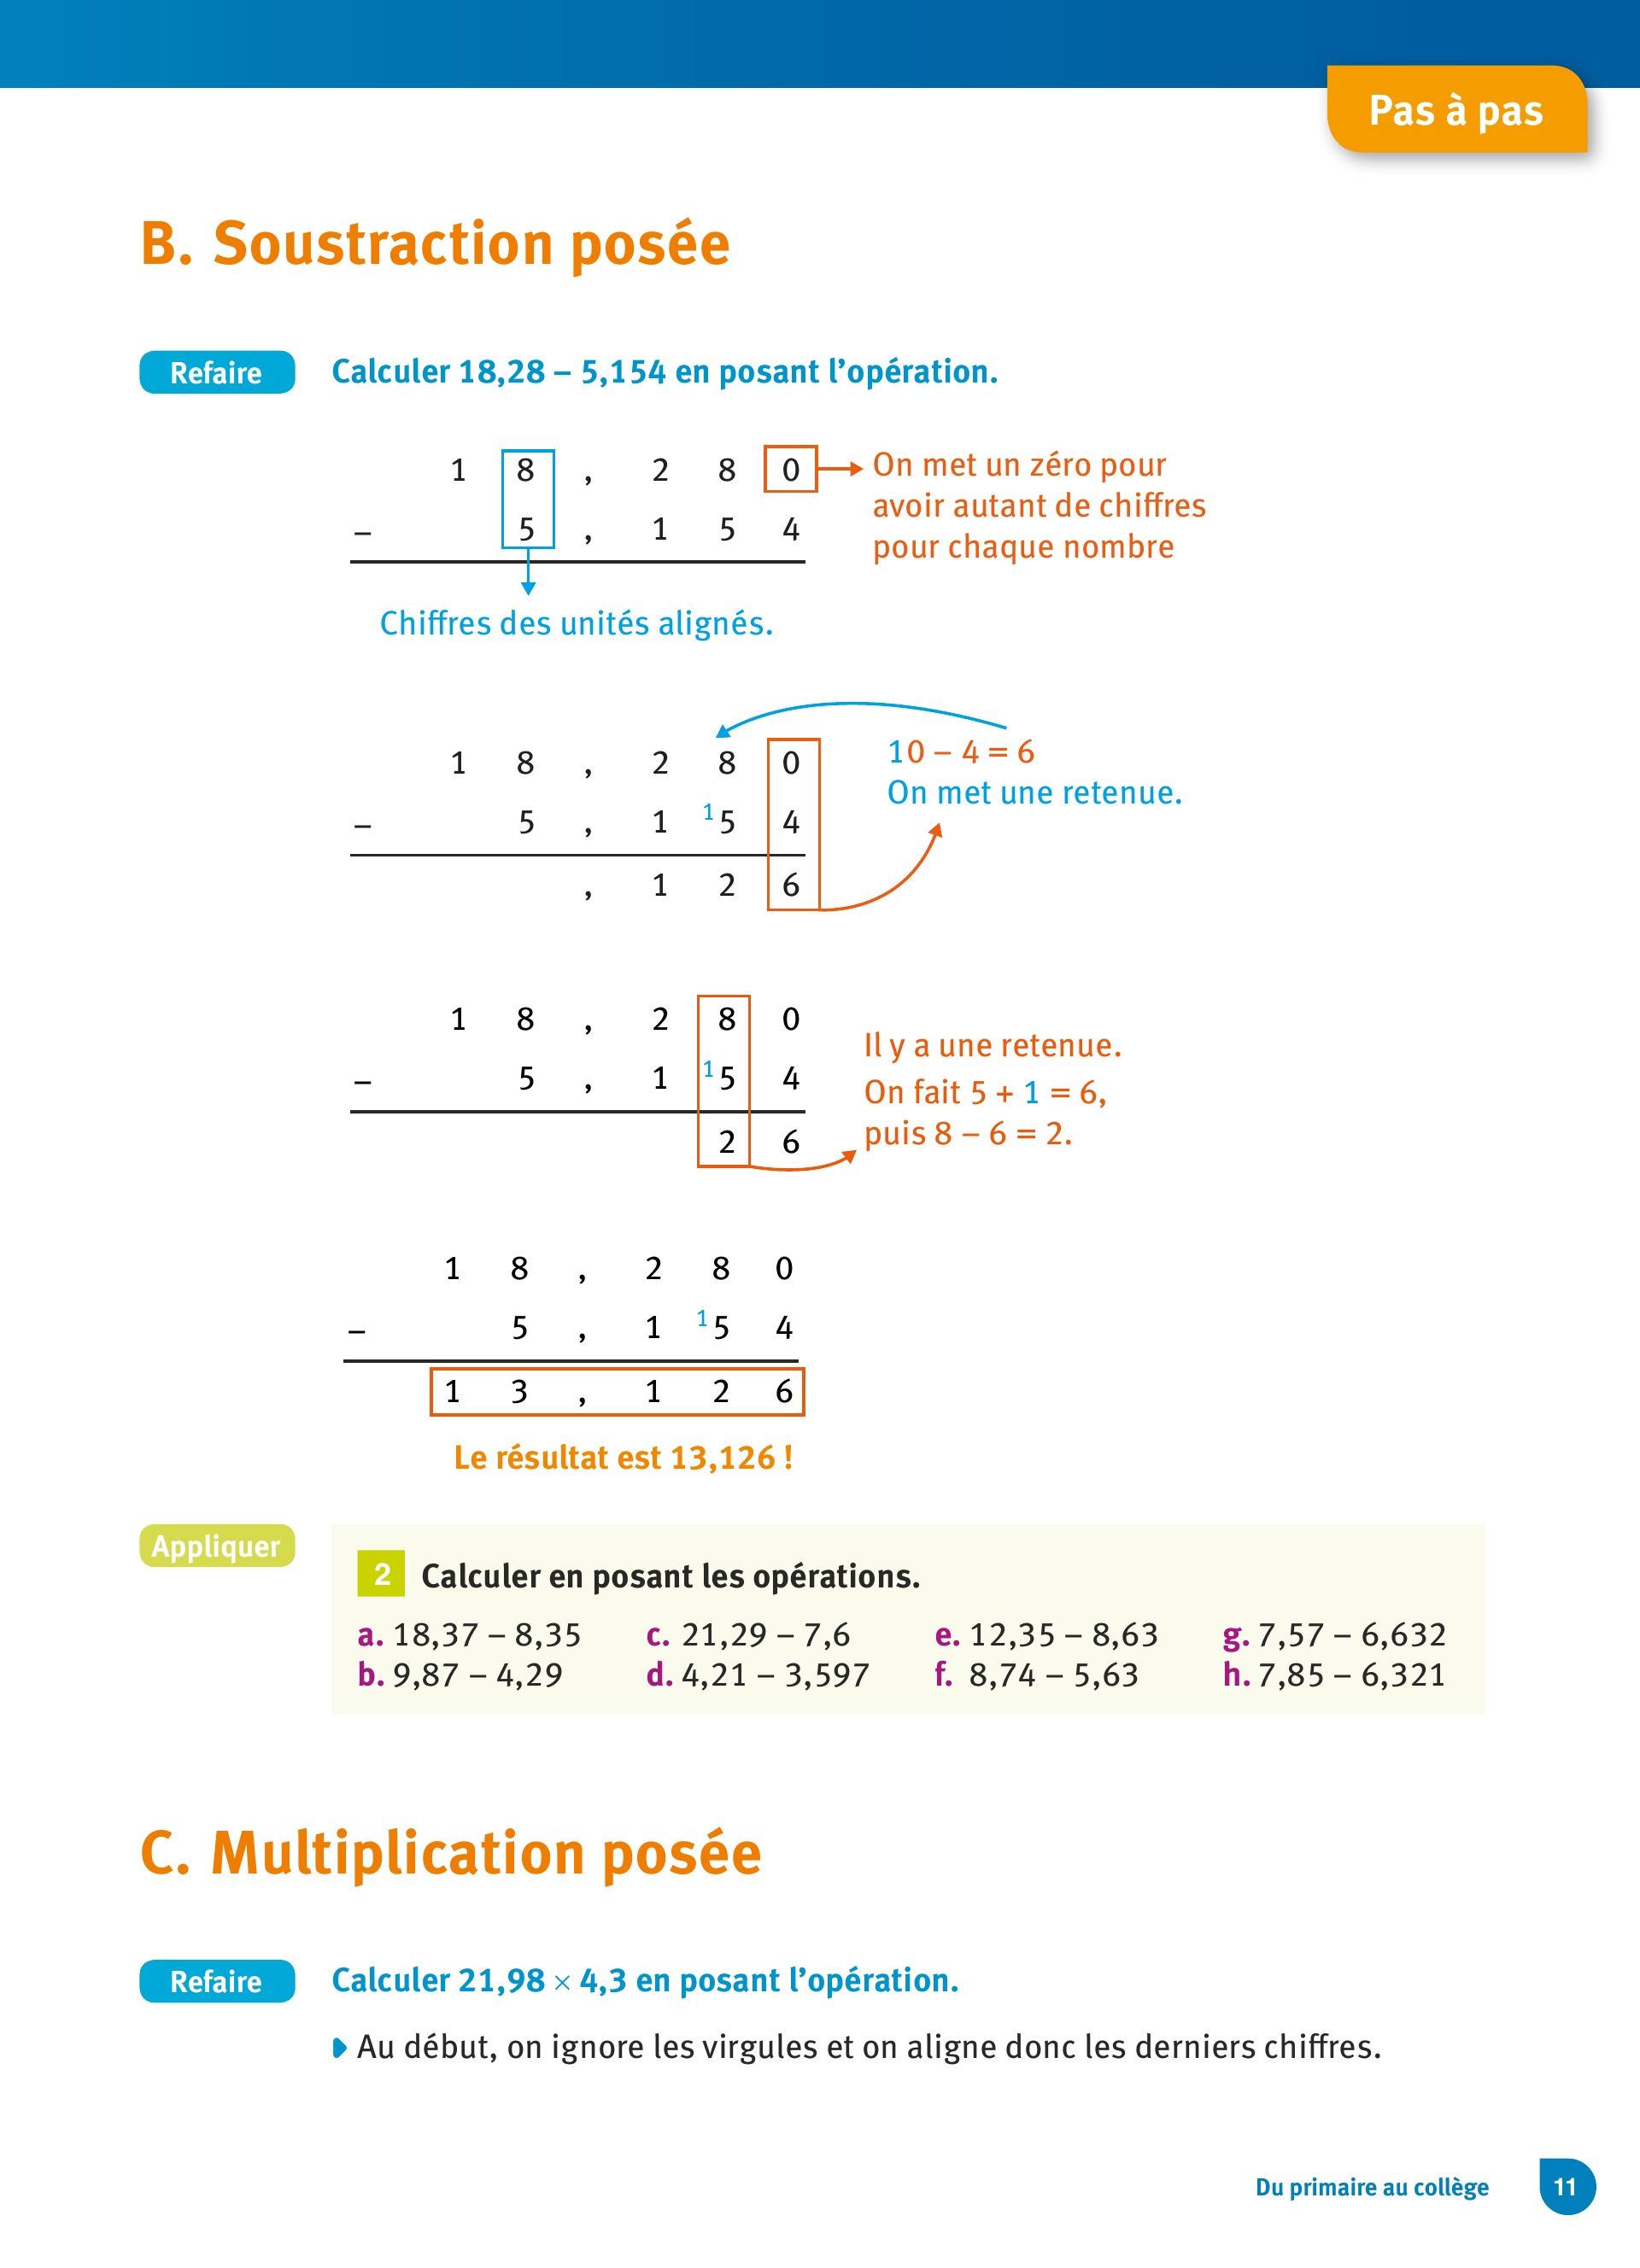 Pas à pas
B. Soustraction posée
Refaire
Calculer 18,28 – 5,154 en posant l’opération.
1 8 , 2 8 0
– 5 , 1 5 4
On met un zéro pour
avoir autant de chiffres
pour chaque nombre
Chiffres des unités alignés.
1 8 , 2 8 0
– 5 , 1 ¹5 4
, 1 2 6
10 – 4 = 6
On met une retenue.
1 8 , 2 8 0
– 5 , 1 ¹5 4
2 6
Il y a une retenue.
On fait 5 + 1 = 6,
puis 8 – 6 = 2.
1 8 , 2 8 0
– 5 , 1 ¹5 4
1 3 , 1 2 6
Le résultat est 13,126 !
Appliquer
2 Calculer en posant les opérations.
a. 18,37 – 8,35 c. 21,29 – 7,6 e. 12,35 – 8,63 g. 7,57 – 6,632
b. 9,87 – 4,29 d. 4,21 – 3,597 f. 8,74 – 5,63 h. 7,85 – 6,321
C. Multiplication posée
Refaire
Calculer 21,98 × 4,3 en posant l’opération.
Au début, on ignore les virgules et on aligne donc les derniers chiffres.
Du primaire au collège 11